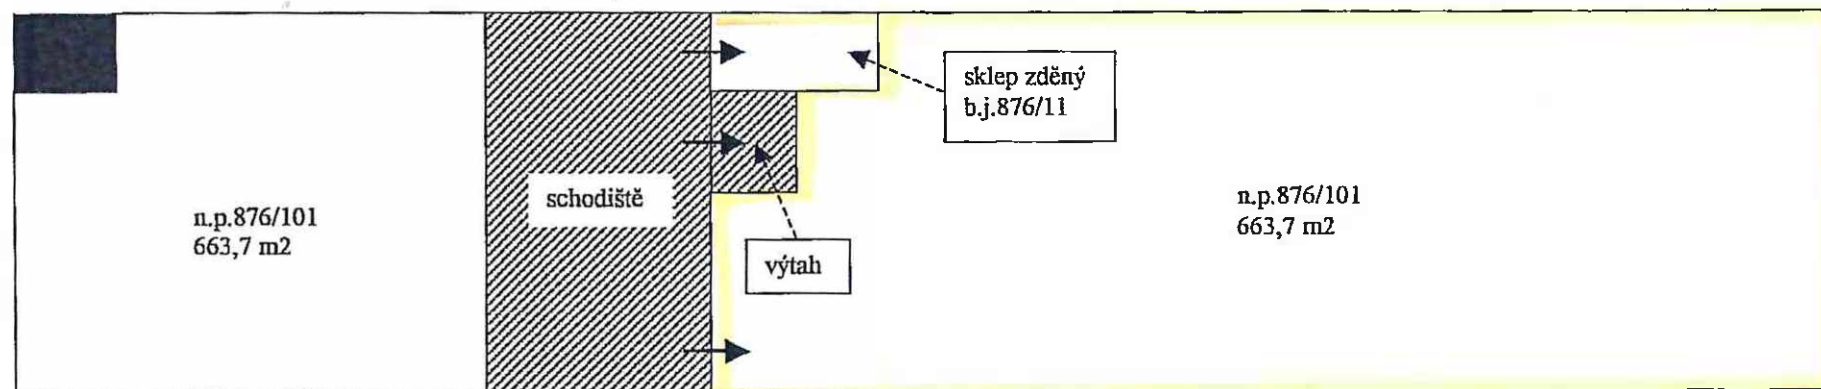 sklep zděný
b.j.876/11
schodiště
n.p.876/101
663,7 m2
výtah
n.p.876/101
663,7 m2